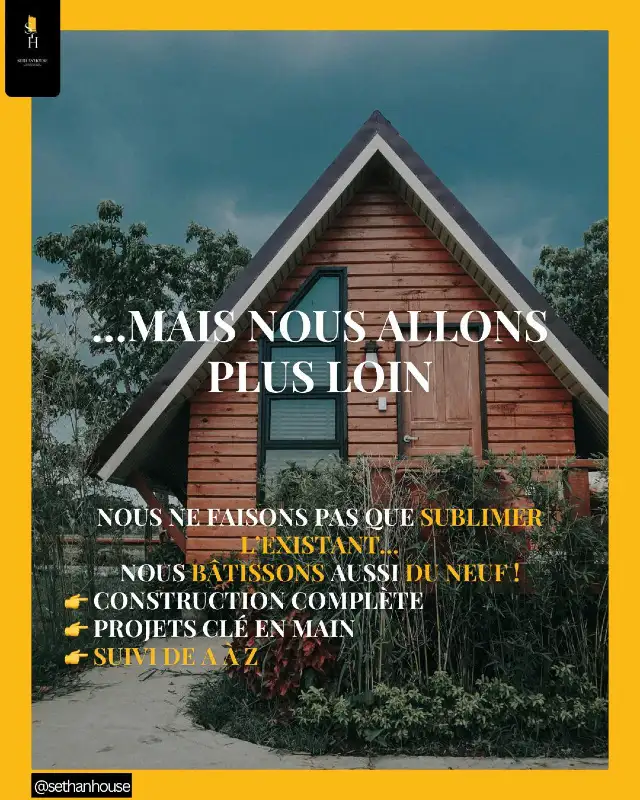 SH
...MAIS NOUS ALLONS
PLUS LOIN
NOUS NE FAISONS PAS QUE SUBLIMER
L'EXISTANT...
NOUS BÂTISSONS AUSSI DU NEUF !
👉 CONSTRUCTION COMPLÈTE
👉 PROJETS CLÉ EN MAIN
👉 SUIVI DE A À Z
@sethanhouse